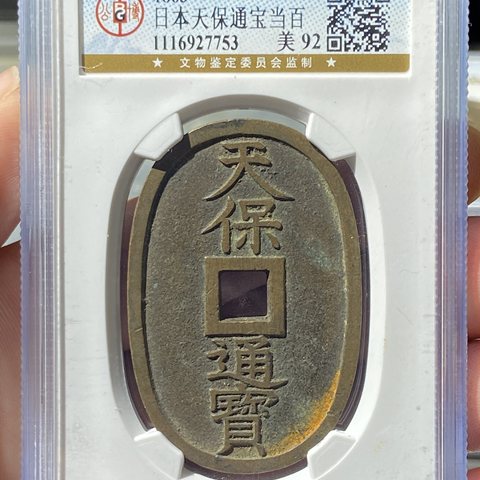 日本天保通宝当百
1116927753
美 92
★ 文物鉴定委员会监制 ★
天
保
通
寶